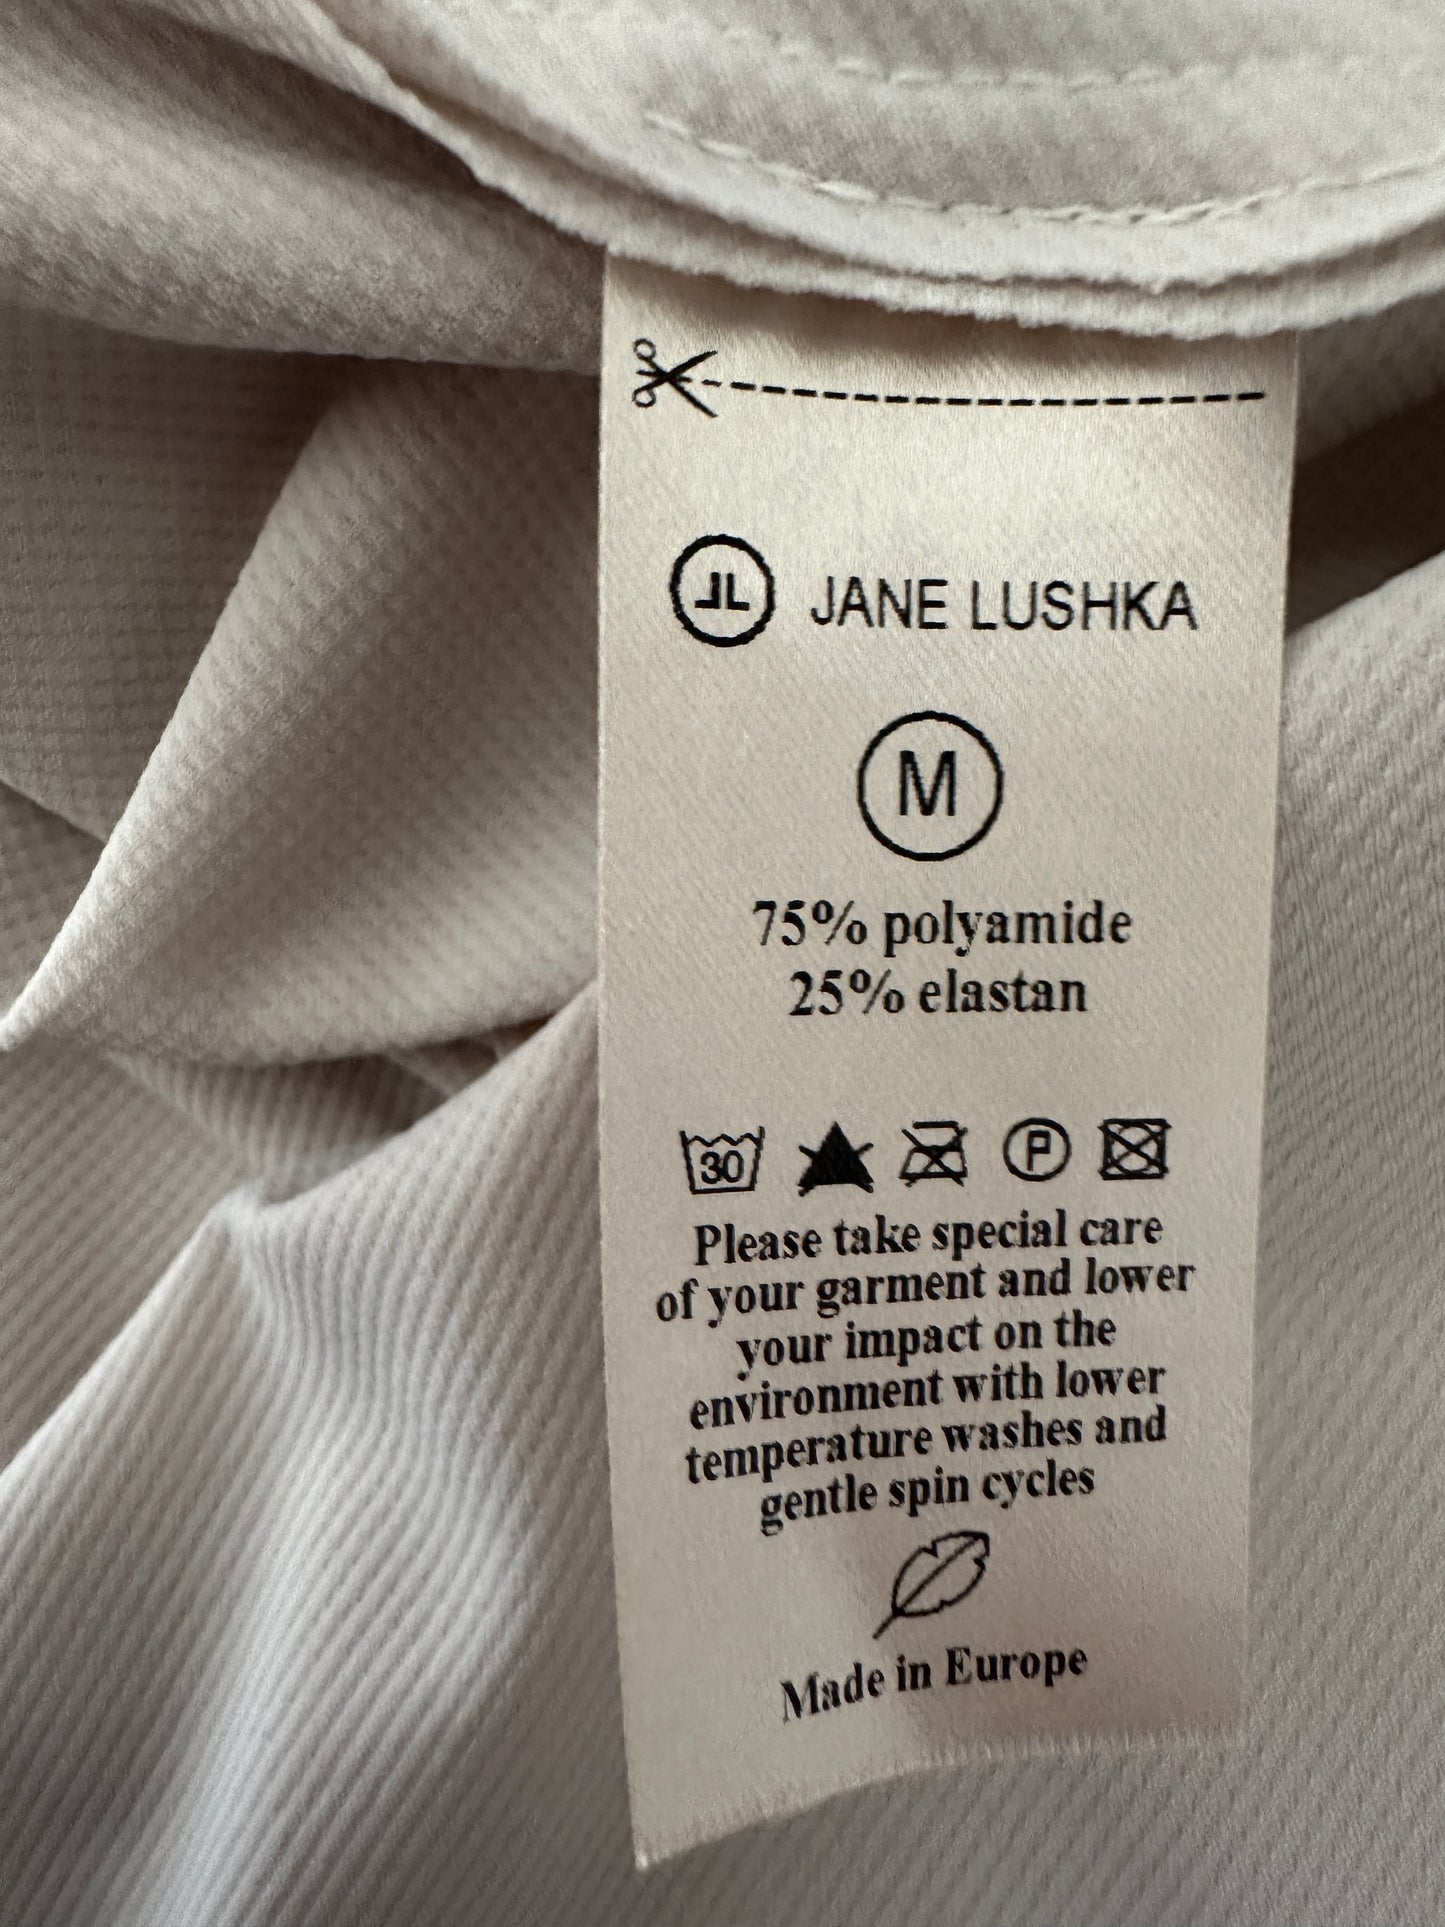 JL JANE LUSHKA
M
75% polyamide
25% elastan
30 P
Please take special care
of your garment and lower
your impact on the
environment with lower
temperature washes and
gentle spin cycles
Made in Europe